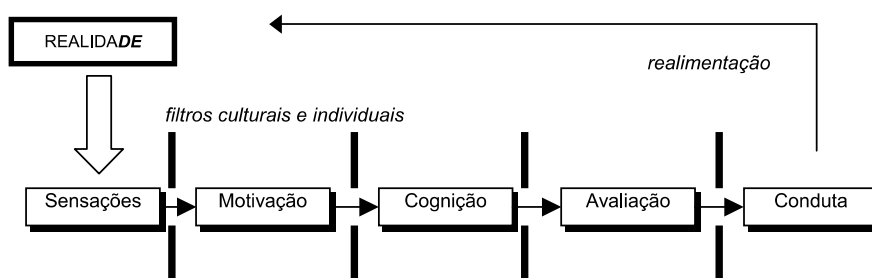 REALIDADE
realimentação
filtros culturais e individuais
Sensações
Motivação
Cognição
Avaliação
Conduta